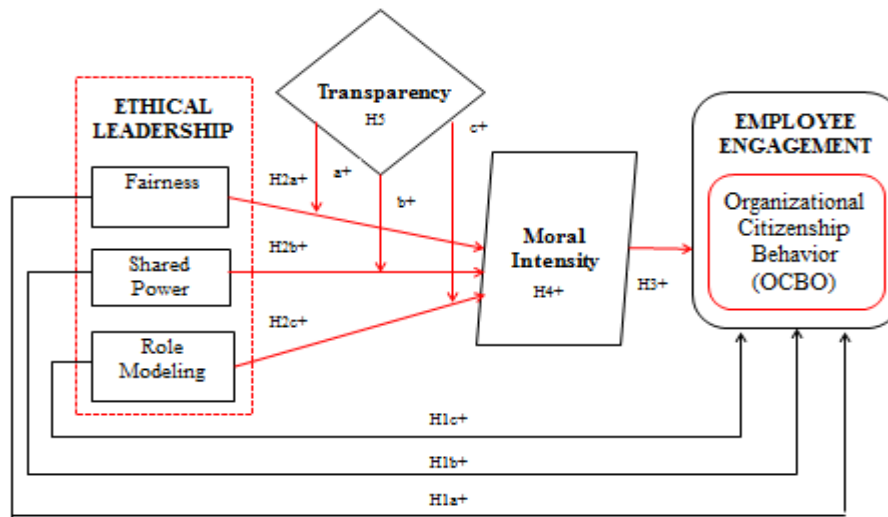 ETHICAL
LEADERSHIP
Fairness
Shared
Power
Role
Modeling
Transparency
H5
a+
b+
c+
H2a+
H2b+
H2c+
Moral
Intensity
H4+
H3+
EMPLOYEE
ENGAGEMENT
Organizational
Citizenship
Behavior
(OCBO)
H1c+
H1b+
H1a+